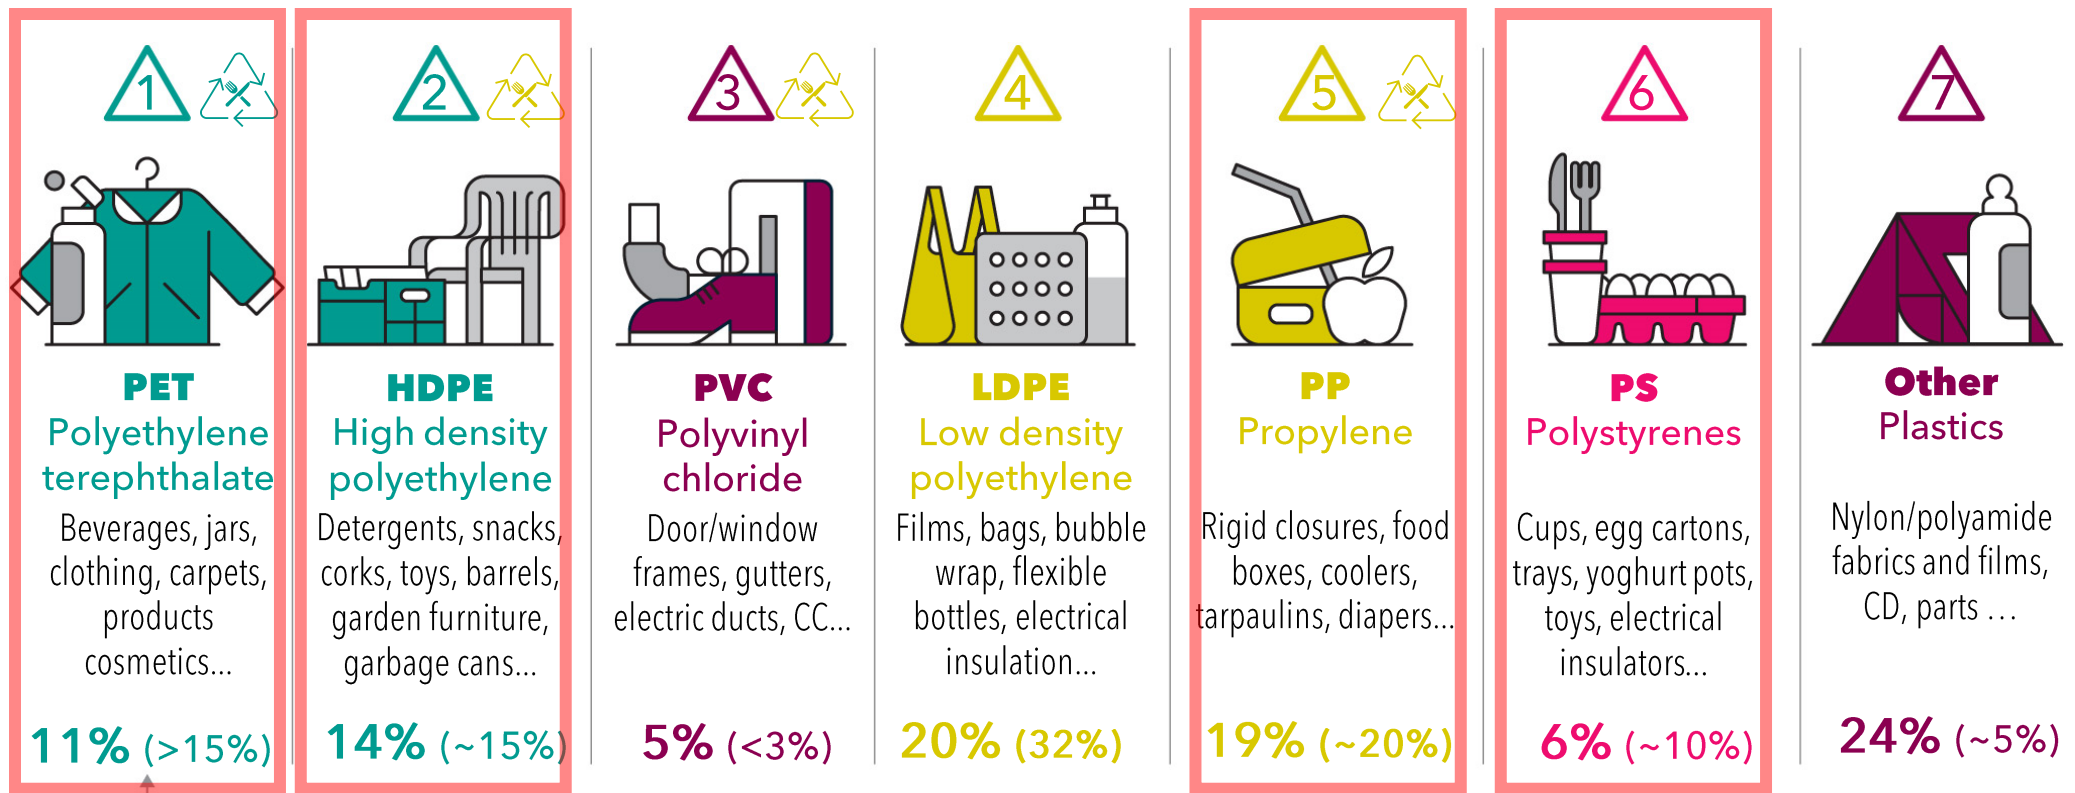 1
PET
Polyethylene
terephthalate
Beverages, jars,
clothing, carpets,
products
cosmetics...
11% (>15%)
2
HDPE
High density
polyethylene
Detergents, snacks,
corks, toys, barrels,
garden furniture,
garbage cans...
14% (~15%)
3
PVC
Polyvinyl
chloride
Door/window
frames, gutters,
electric ducts, CC...
5% (<3%)
4
LDPE
Low density
polyethylene
Films, bags, bubble
wrap, flexible
bottles, electrical
insulation...
20% (32%)
5
PP
Propylene
Rigid closures, food
boxes, coolers,
tarpaulins, diapers...
19% (~20%)
6
PS
Polystyrenes
Cups, egg cartons,
trays, yoghurt pots,
toys, electrical
insulators...
6% (~10%)
7
Other
Plastics
Nylon/polyamide
fabrics and films,
CD, parts ...
24% (~5%)